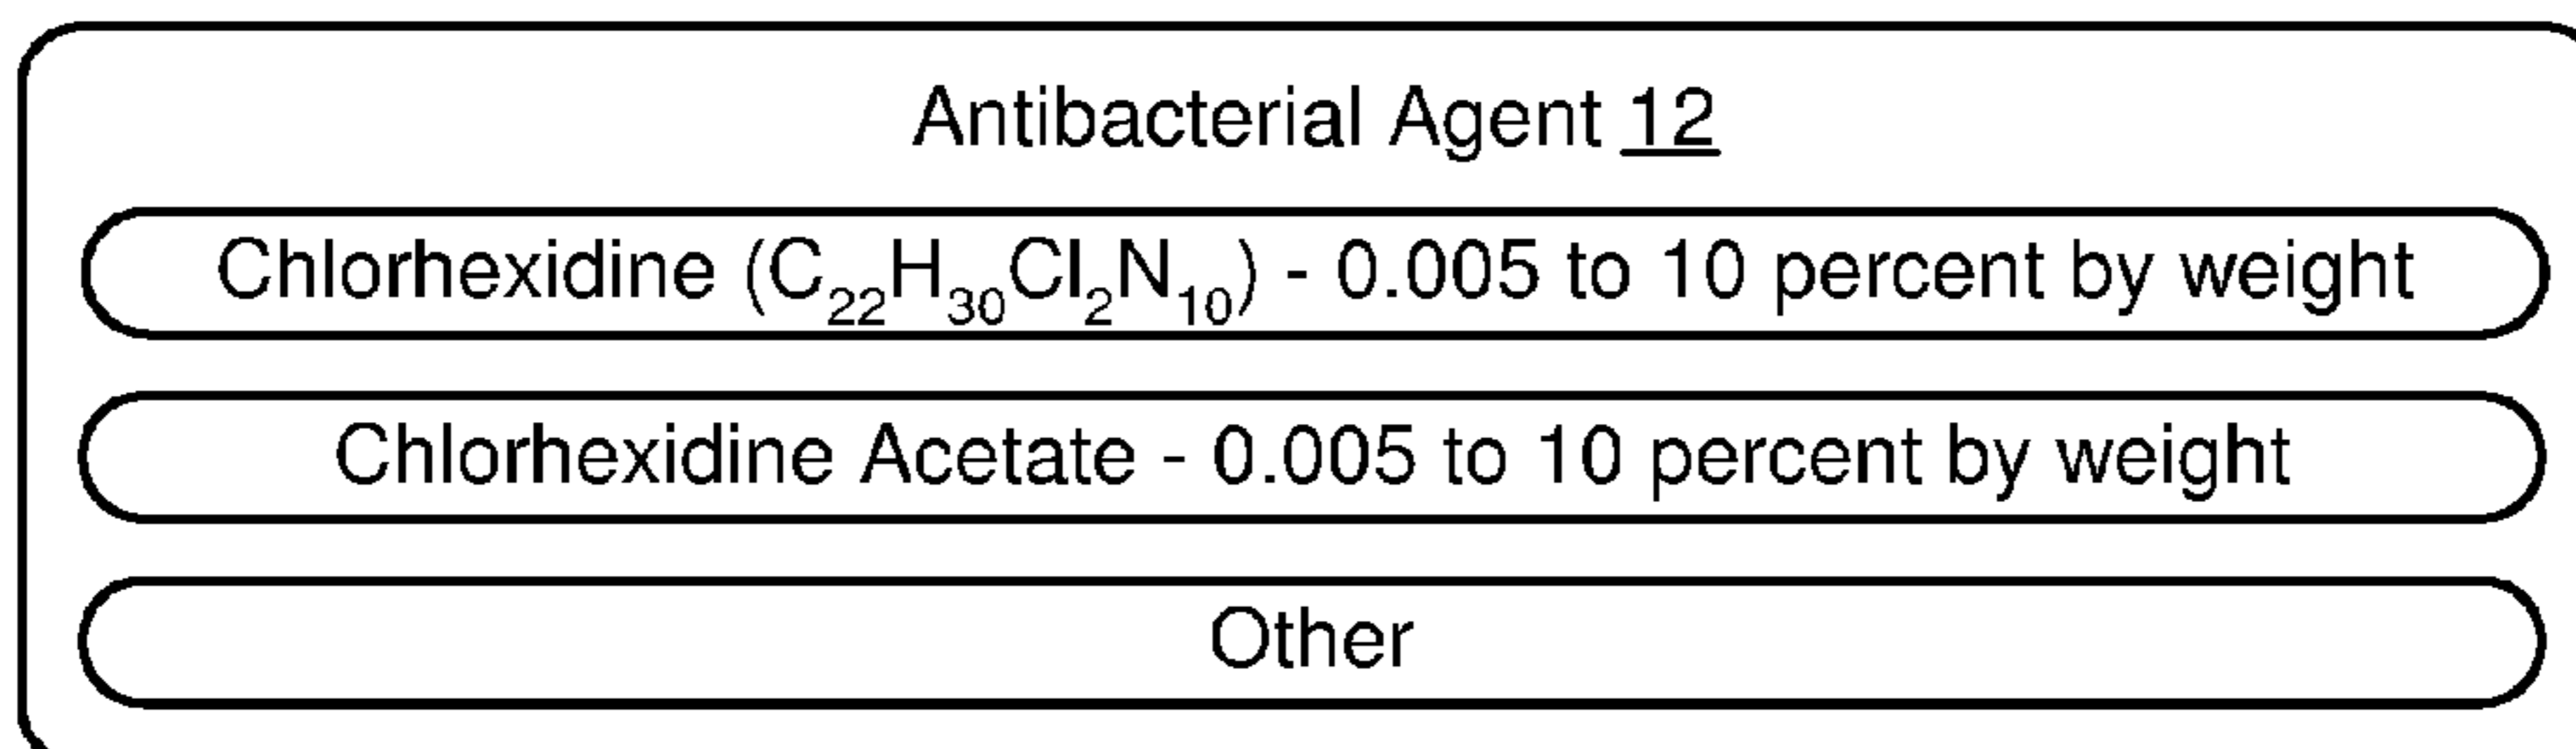 Antibacterial Agent 12
Chlorhexidine (C₂₂H₃₀Cl₂N₁₀) - 0.005 to 10 percent by weight
Chlorhexidine Acetate - 0.005 to 10 percent by weight
Other